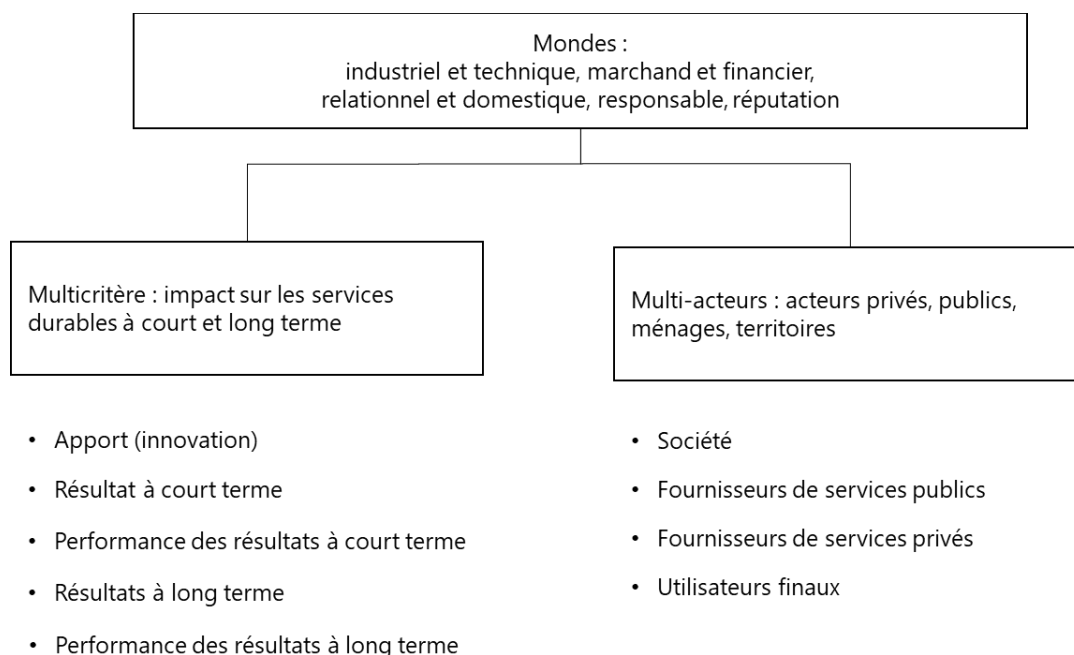 Mondes :
industriel et technique, marchand et financier,
relationnel et domestique, responsable, réputation
Multicritère : impact sur les services
durables à court et long terme
Multi-acteurs : acteurs privés, publics,
ménages, territoires
• Apport (innovation)
• Résultat à court terme
• Performance des résultats à court terme
• Résultats à long terme
• Performance des résultats à long terme
• Société
• Fournisseurs de services publics
• Fournisseurs de services privés
• Utilisateurs finaux